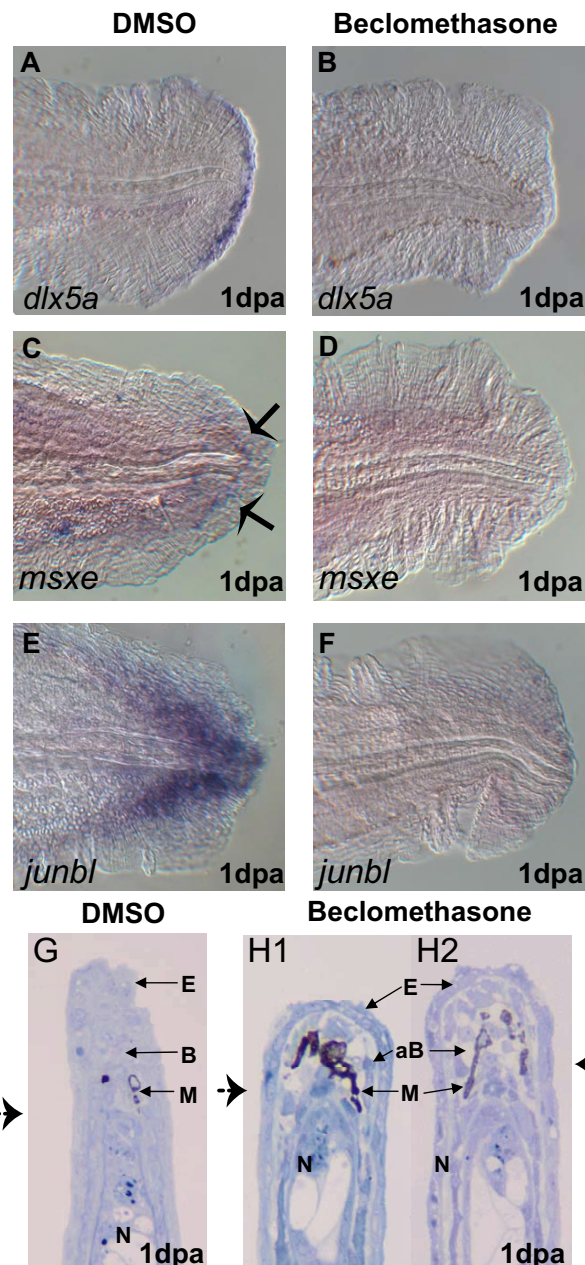 DMSO Beclomethasone
A B
dlx5a 1dpa dlx5a 1dpa
C D
msxe 1dpa msxe 1dpa
E F
junbl 1dpa junbl 1dpa
DMSO Beclomethasone
G H1 H2
E E
B aB
M M
N N N
1dpa 1dpa